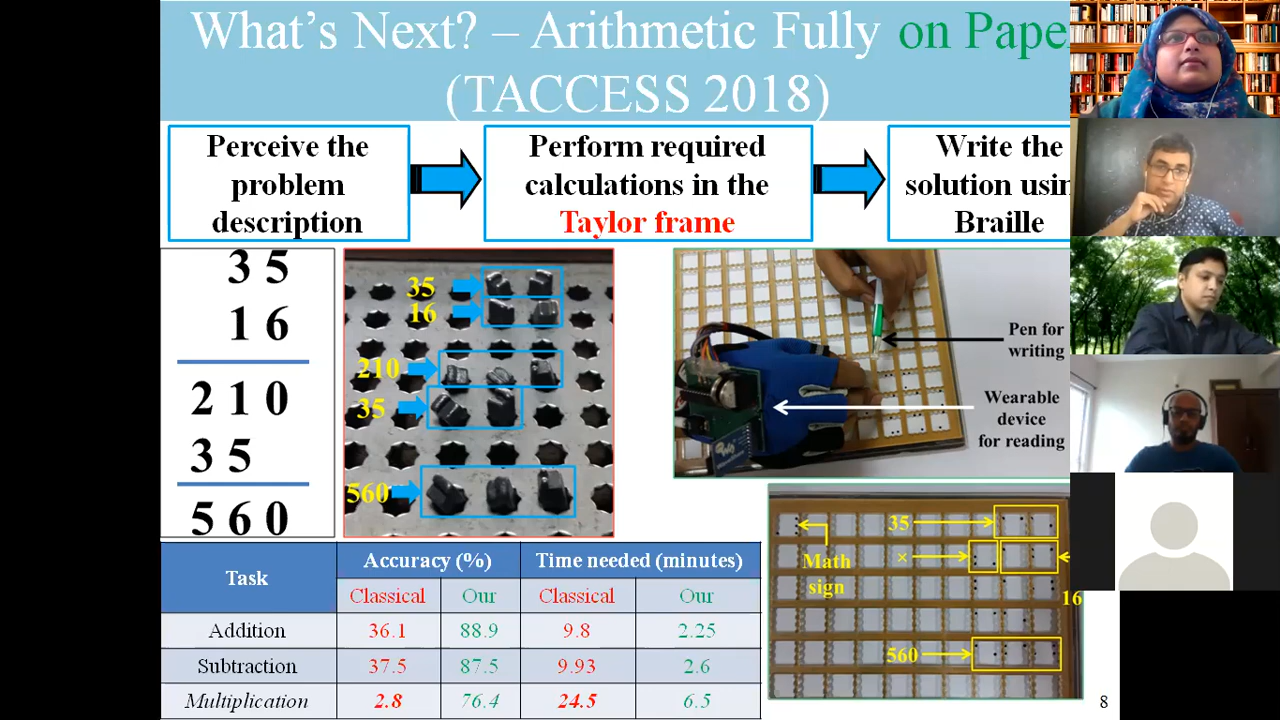 What's Next? – Arithmetic Fully on Pape
(TACCESS 2018)
Perceive the
problem
description
Perform required
calculations in the
Taylor frame
Write the
solution usin
Braille
3 5
1 6
2 1 0
3 5
5 6 0
35
16
210
35
560
Pen for
writing
Wearable
device
for reading
35
×
Math
sign
16
560
Task Accuracy (%) Time needed (minutes)
Classical Our Classical Our
Addition 36.1 88.9 9.8 2.25
Subtraction 37.5 87.5 9.93 2.6
Multiplication 2.8 76.4 24.5 6.5
8